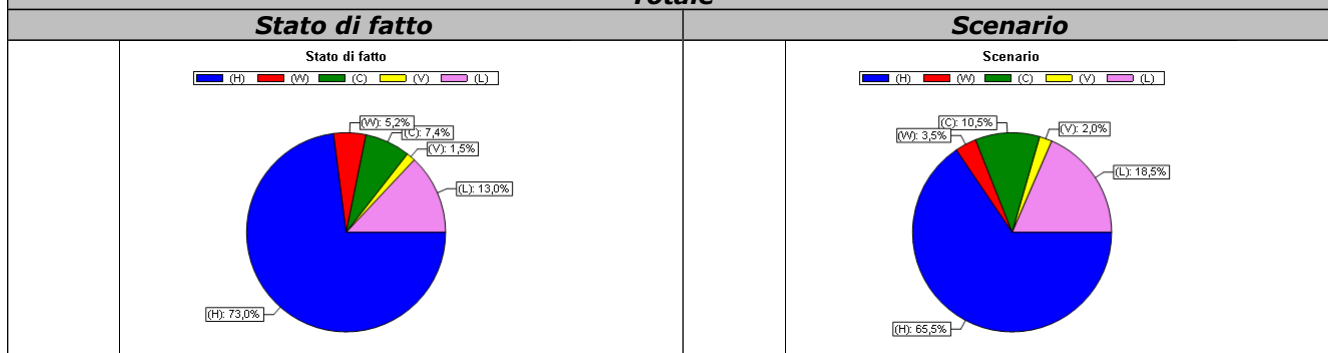 Totale
Stato di fatto
Scenario
Stato di fatto
(H) (W) (C) (V) (L)
(W): 5,2%
(C): 7,4%
(V): 1,5%
(L): 13,0%
(H): 73,0%
Scenario
(H) (W) (C) (V) (L)
(C): 10,5%
(V): 2,0%
(W): 3,5%
(L): 18,5%
(H): 65,5%